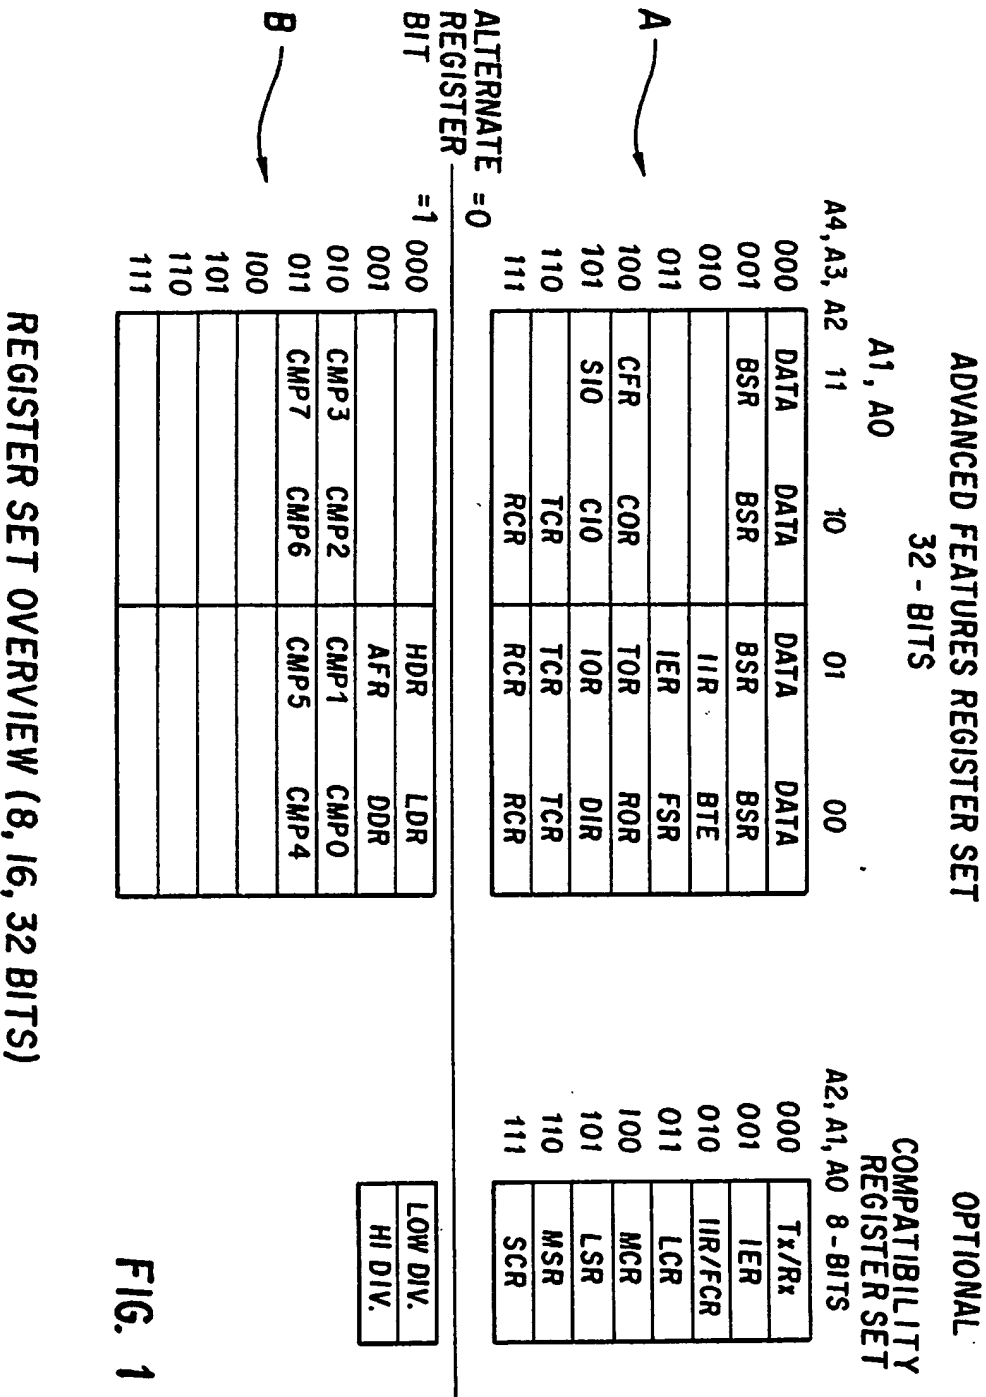 ADVANCED FEATURES REGISTER SET
32 - BITS
A1, A0
A4, A3, A2 11 10 01 00
A
000 DATA DATA DATA DATA
001 BSR BSR BSR BSR
010 IIR BTE
011 IER FSR
100 CFR COR TOR ROR
101 SIO CIO IOR DIR
110 TCR TCR TCR
111 RCR RCR RCR
OPTIONAL
COMPATIBILITY
REGISTER SET
A2, A1, A0 8 - BITS
000 Tx/Rx
001 IER
010 IIR/FCR
011 LCR
100 MCR
101 LSR
110 MSR
111 SCR
ALTERNATE =0
REGISTER
BIT =1
B
000 HDR LDR
001 AFR DDR
010 CMP3 CMP2 CMP1 CMP0
011 CMP7 CMP6 CMP5 CMP4
100
101
110
111
LOW DIV.
HI DIV.
REGISTER SET OVERVIEW (8, 16, 32 BITS)
FIG. 1